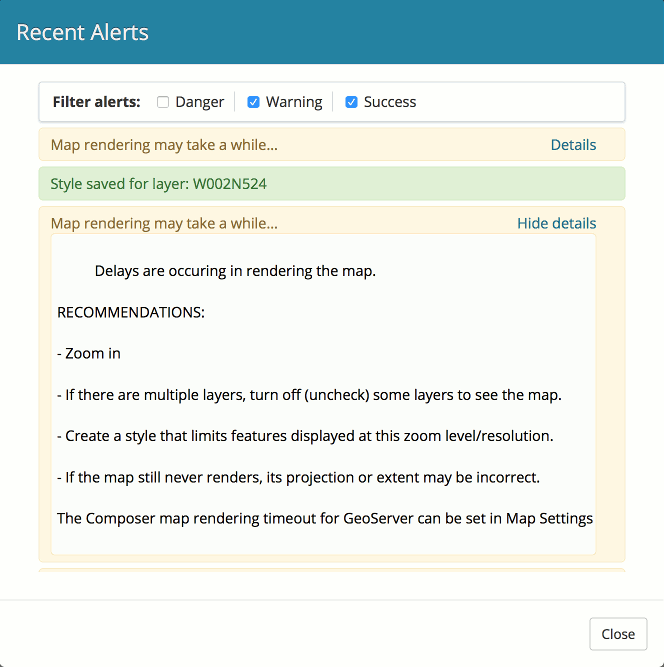 Recent Alerts
Filter alerts: Danger Warning Success
Map rendering may take a while... Details
Style saved for layer: W002N524
Map rendering may take a while... Hide details
Delays are occuring in rendering the map.
RECOMMENDATIONS:
- Zoom in
- If there are multiple layers, turn off (uncheck) some layers to see the map.
- Create a style that limits features displayed at this zoom level/resolution.
- If the map still never renders, its projection or extent may be incorrect.
The Composer map rendering timeout for GeoServer can be set in Map Settings
Close